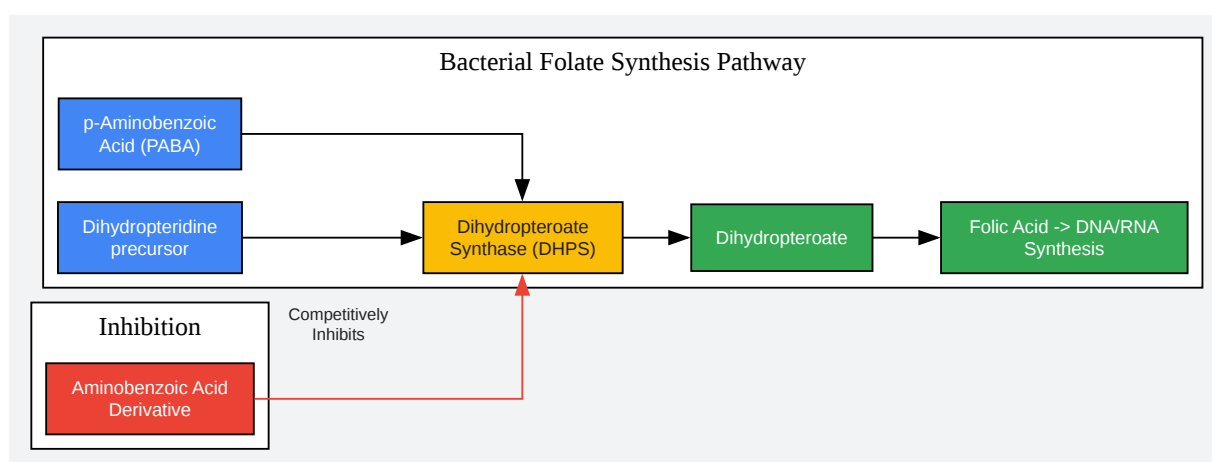 Bacterial Folate Synthesis Pathway
p-Aminobenzoic
Acid (PABA)
Dihydropteridine
precursor
Dihydropteroate
Synthase (DHPS)
Dihydropteroate
Folic Acid -> DNA/RNA
Synthesis
Inhibition
Competitively
Inhibits
Aminobenzoic Acid
Derivative